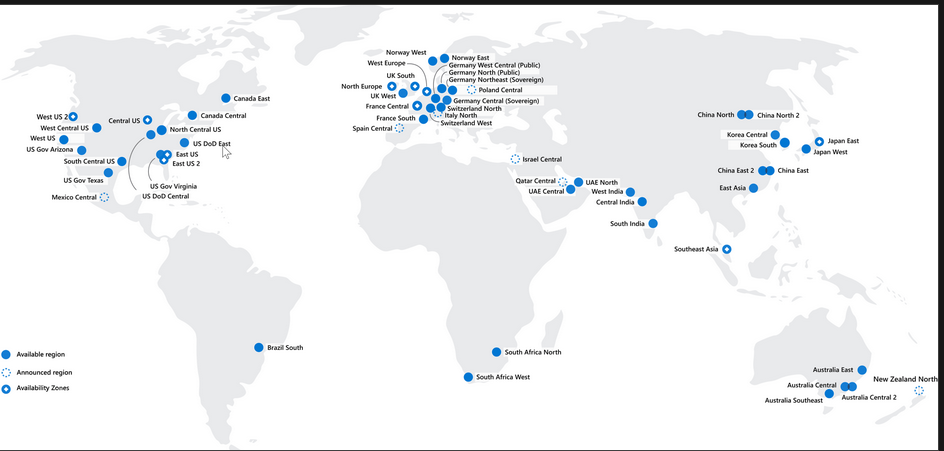 Norway West
Norway East
West Europe
Germany West Central (Public)
Germany North (Public)
UK South
Germany Northeast (Sovereign)
North Europe
Poland Central
UK West
Germany Central (Sovereign)
France Central
Switzerland North
Italy North
France South
Switzerland West
Spain Central
Canada East
West US 2
Canada Central
Central US
West Central US
North Central US
West US
US DoD East
US Gov Arizona
East US
South Central US
East US 2
US Gov Texas
US Gov Virginia
Mexico Central
US DoD Central
China North
China North 2
Korea Central
Japan East
Korea South
Japan West
Israel Central
China East 2
China East
Qatar Central
UAE North
UAE Central
West India
East Asia
Central India
South India
Southeast Asia
Brazil South
South Africa North
South Africa West
Available region
Announced region
Availability Zones
Australia East
New Zealand North
Australia Central
Australia Central 2
Australia Southeast